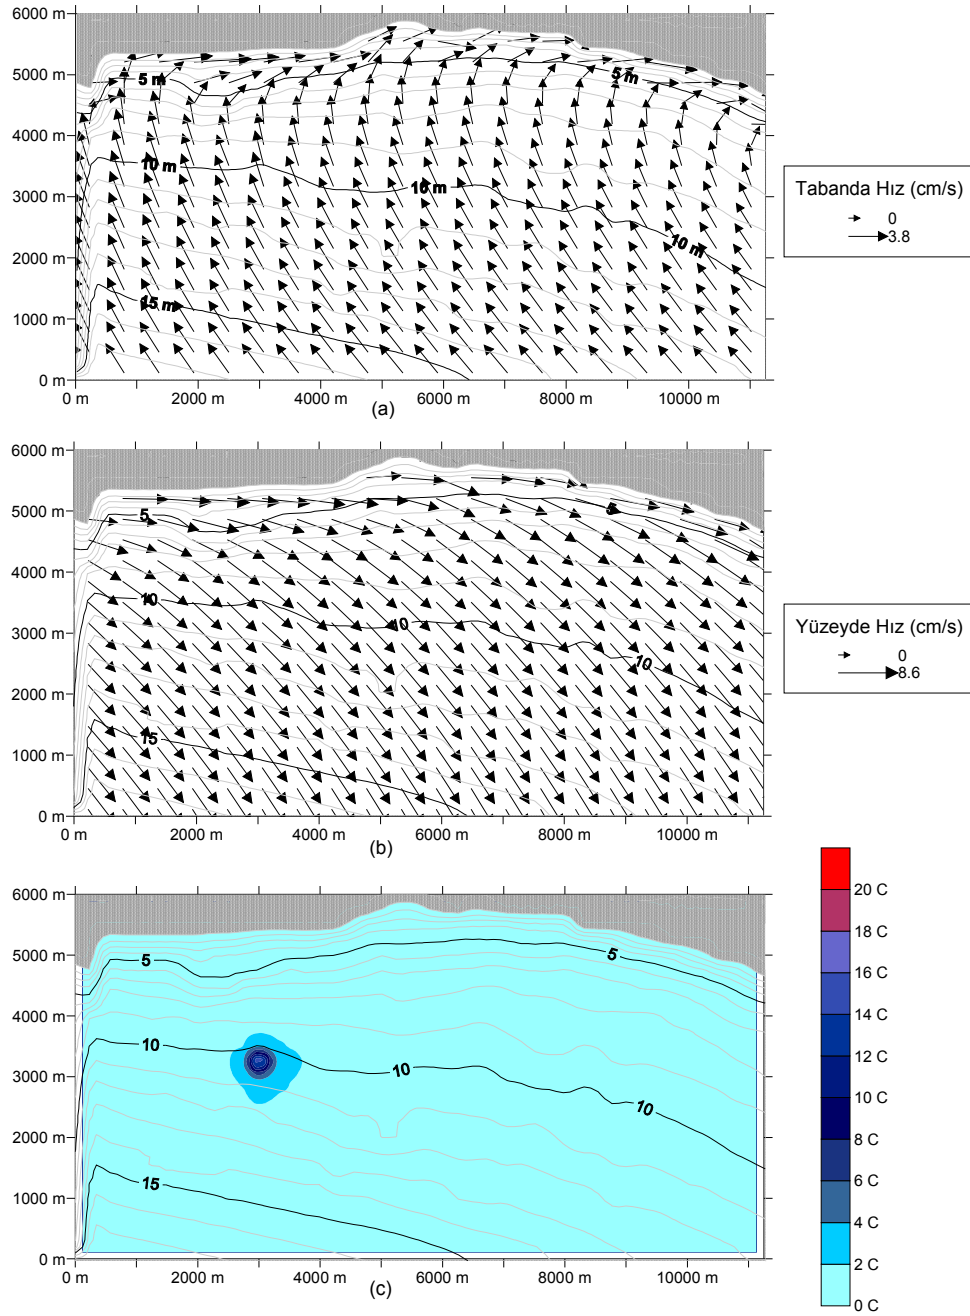 6000 m
5000 m
4000 m
3000 m
2000 m
1000 m
0 m
5 m
5 m
10 m
10 m
10 m
15 m
0 m
2000 m
4000 m
6000 m
8000 m
10000 m
(a)
Tabanda Hız (cm/s)
0
3.8
6000 m
5000 m
4000 m
3000 m
2000 m
1000 m
0 m
5
5
10
10
10
15
0 m
2000 m
4000 m
6000 m
8000 m
10000 m
(b)
Yüzeyde Hız (cm/s)
0
8.6
6000 m
5000 m
4000 m
3000 m
2000 m
1000 m
0 m
5
5
10
10
10
15
0 m
2000 m
4000 m
6000 m
8000 m
10000 m
(c)
20 C
18 C
16 C
14 C
12 C
10 C
8 C
6 C
4 C
2 C
0 C